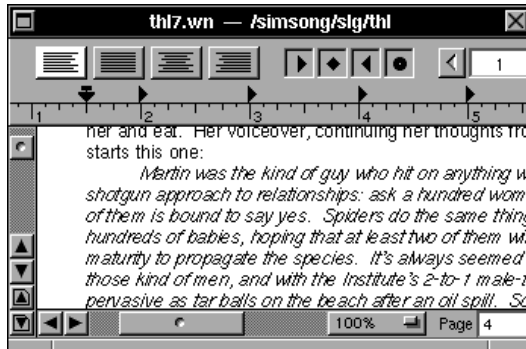 thl7.wn — /simsong/slg/thl
1
1 2 3 4 5
her and eat. Her voiceover, continuing her thoughts fro
starts this one:
Martin was the kind of guy who hit on anything w
shotgun approach to relationships: ask a hundred wom
of them is bound to say yes. Spiders do the same thing
hundreds of babies, hoping that at least two of them wi
maturity to propagate the species. It's always seemed
those kind of men, and with the Institute's 2-to-1 male-t
pervasive as tar balls on the beach after an oil spill. So
100% Page 4